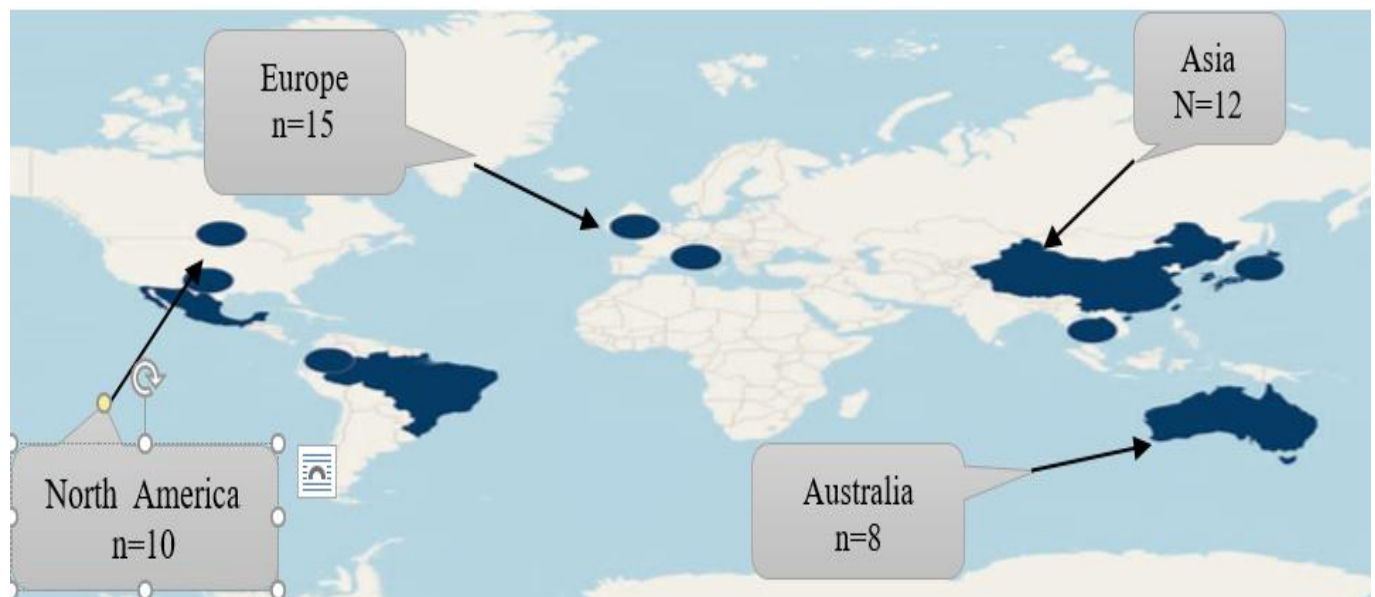 Europe
n=15
Asia
N=12
North America
n=10
Australia
n=8